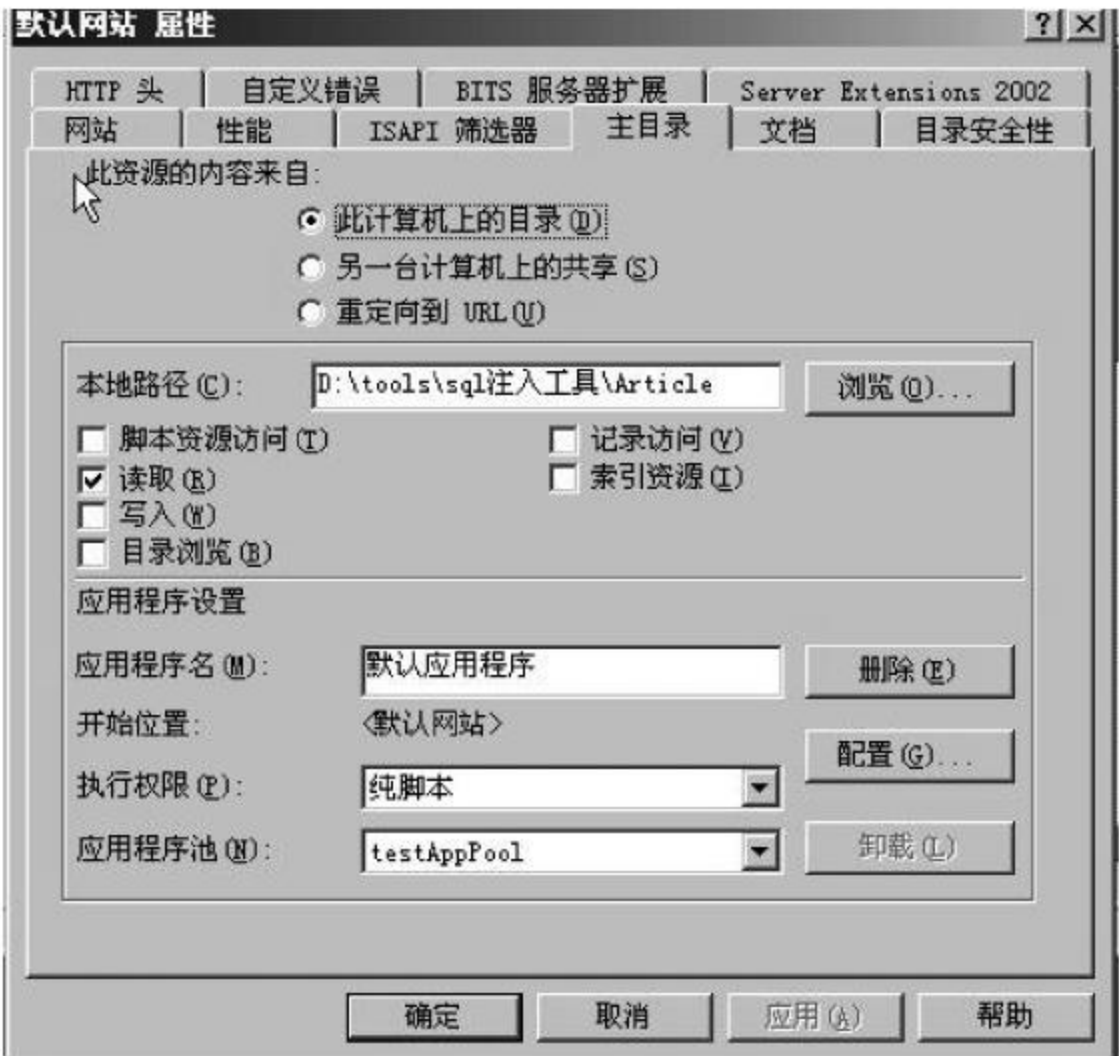 默认网站 属性
HTTP 头 自定义错误 BITS 服务器扩展 Server Extensions 2002
网站 性能 ISAPI 筛选器 主目录 文档 目录安全性
此资源的内容来自:
此计算机上的目录(D)
另一台计算机上的共享(S)
重定向到 URL(U)
本地路径(C): D:\tools\sql注入工具\Article 浏览(O)...
脚本资源访问(T) 记录访问(V)
读取(R) 索引资源(I)
写入(W)
目录浏览(B)
应用程序设置
应用程序名(M): 默认应用程序 删除(E)
开始位置: <默认网站>
配置(G)...
执行权限(P): 纯脚本
应用程序池(N): testAppPool 卸载(L)
确定 取消 应用(A) 帮助